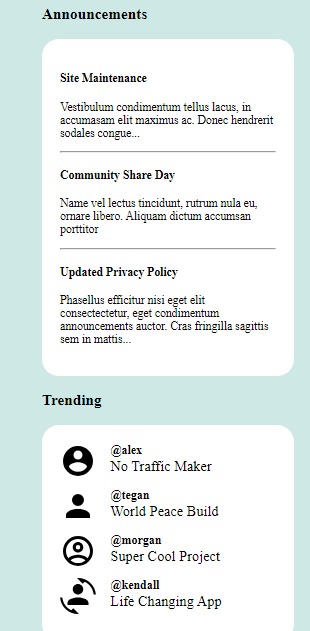 Announcements
Site Maintenance
Vestibulum condimentum tellus lacus, in
accumasam elit maximus ac. Donec hendrerit
sodales congue...
Community Share Day
Name vel lectus tincidunt, rutrum nula eu,
ornare libero. Aliquam dictum accumsan
porttitor
Updated Privacy Policy
Phasellus efficitur nisi eget elit
consectectetur, eget condimentum
announcements auctor. Cras fringilla sagittis
sem in mattis...
Trending
@alex
No Traffic Maker
@tegan
World Peace Build
@morgan
Super Cool Project
@kendall
Life Changing App